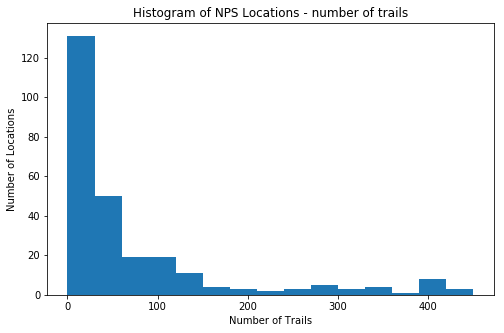 Histogram of NPS Locations - number of trails
120
100
80
60
40
20
0
Number of Locations
0 100 200 300 400
Number of Trails